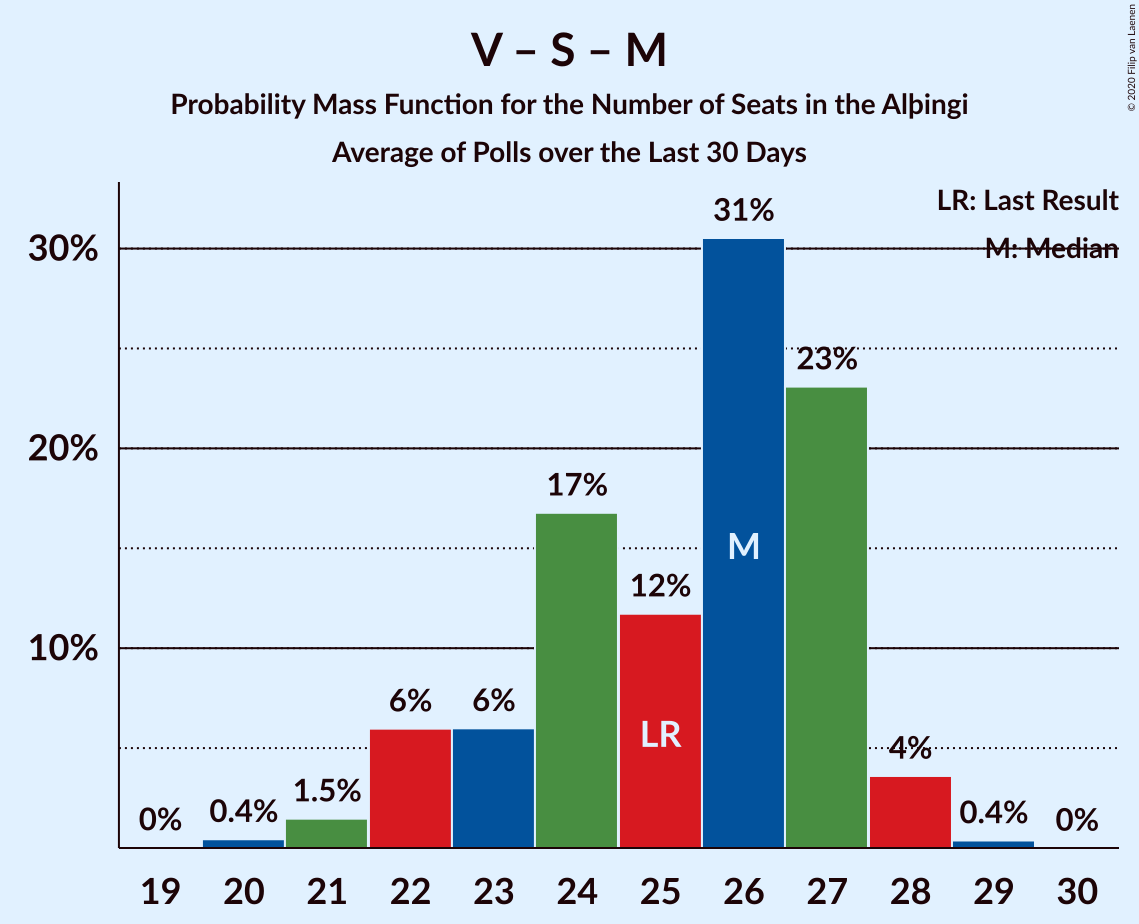 V – S – M
Probability Mass Function for the Number of Seats in the Alþingi
Average of Polls over the Last 30 Days
© 2020 Filip van Laenen
LR: Last Result
M: Median
30%
20%
10%
0%
0.4%
1.5%
6%
6%
17%
12%
31%
23%
4%
0.4%
0%
LR
M
19 20 21 22 23 24 25 26 27 28 29 30